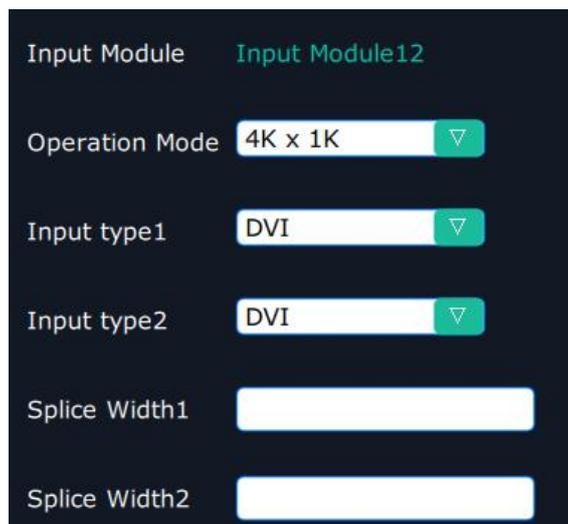 Input Module Input Module12
Operation Mode 4K x 1K
Input type1 DVI
Input type2 DVI
Splice Width1
Splice Width2